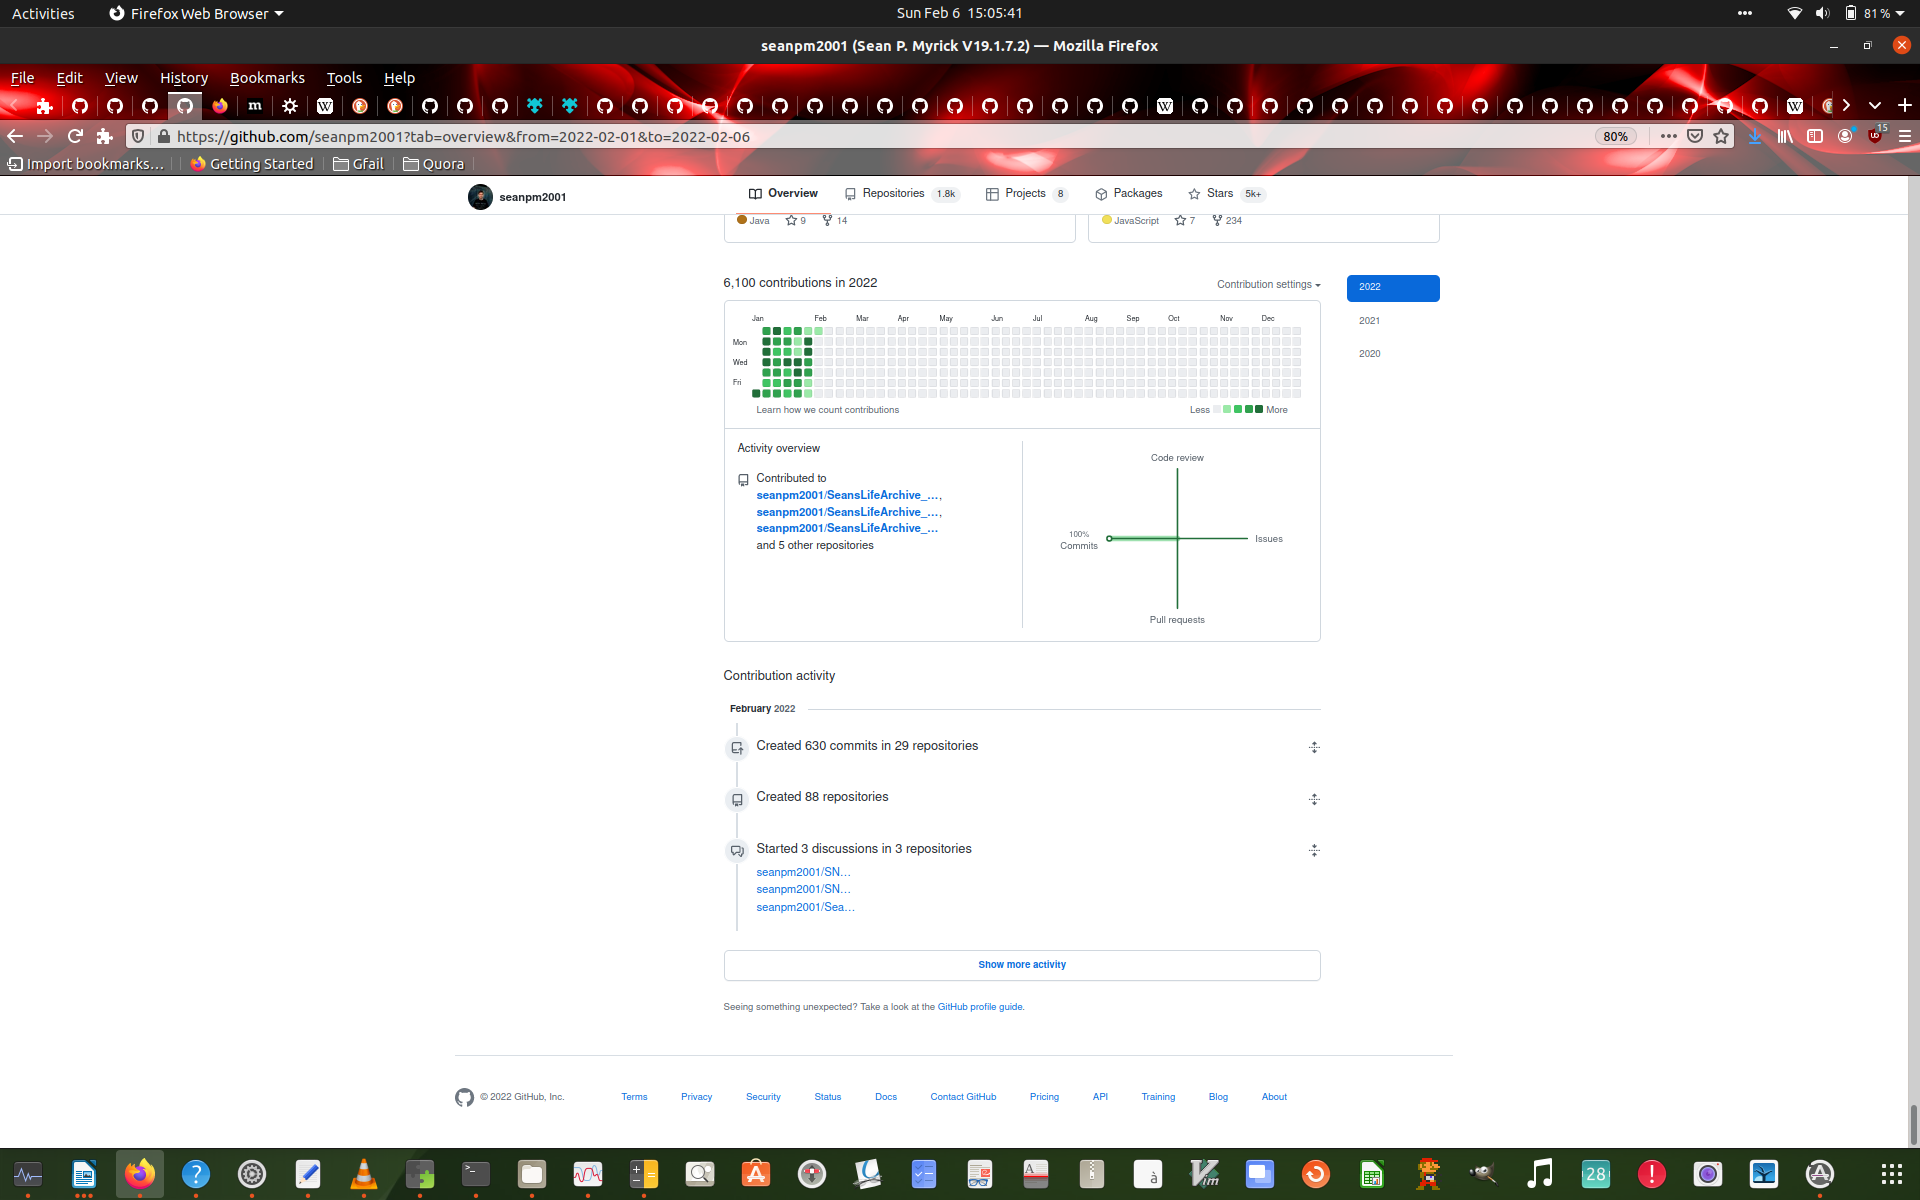 Activities
Firefox Web Browser
Sun Feb 6 15:05:41
81 %
seanpm2001 (Sean P. Myrick V19.1.7.2) — Mozilla Firefox
File Edit View History Bookmarks Tools Help
https://github.com/seanpm2001?tab=overview&from=2022-02-01&to=2022-02-06
80%
15
Import bookmarks…
Getting Started
Gfail
Quora
seanpm2001
Overview
Repositories 1.8k
Projects 8
Packages
Stars 5k+
Java 9 14
JavaScript 7 234
6,100 contributions in 2022
Contribution settings
2022
2021
2020
Jan Feb Mar Apr May Jun Jul Aug Sep Oct Nov Dec
Mon
Wed
Fri
Learn how we count contributions
Less More
Activity overview
Contributed to
seanpm2001/SeansLifeArchive_…,
seanpm2001/SeansLifeArchive_…,
seanpm2001/SeansLifeArchive_…
and 5 other repositories
Code review
100%
Commits
Issues
Pull requests
Contribution activity
February 2022
Created 630 commits in 29 repositories
Created 88 repositories
Started 3 discussions in 3 repositories
seanpm2001/SN…
seanpm2001/SN…
seanpm2001/Sea…
Show more activity
Seeing something unexpected? Take a look at the GitHub profile guide.
© 2022 GitHub, Inc.
Terms
Privacy
Security
Status
Docs
Contact GitHub
Pricing
API
Training
Blog
About
28